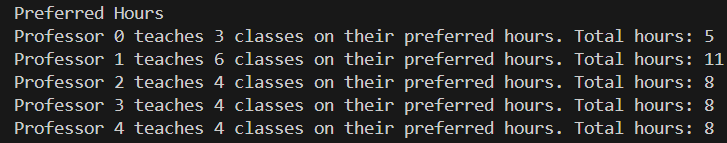 Preferred Hours
Professor 0 teaches 3 classes on their preferred hours. Total hours: 5
Professor 1 teaches 6 classes on their preferred hours. Total hours: 11
Professor 2 teaches 4 classes on their preferred hours. Total hours: 8
Professor 3 teaches 4 classes on their preferred hours. Total hours: 8
Professor 4 teaches 4 classes on their preferred hours. Total hours: 8